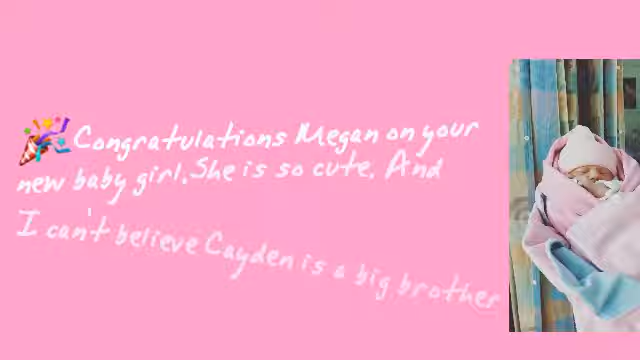 Congratulations Megan on your
new baby girl. She is so cute. And
I can't believe Cayden is a big brother